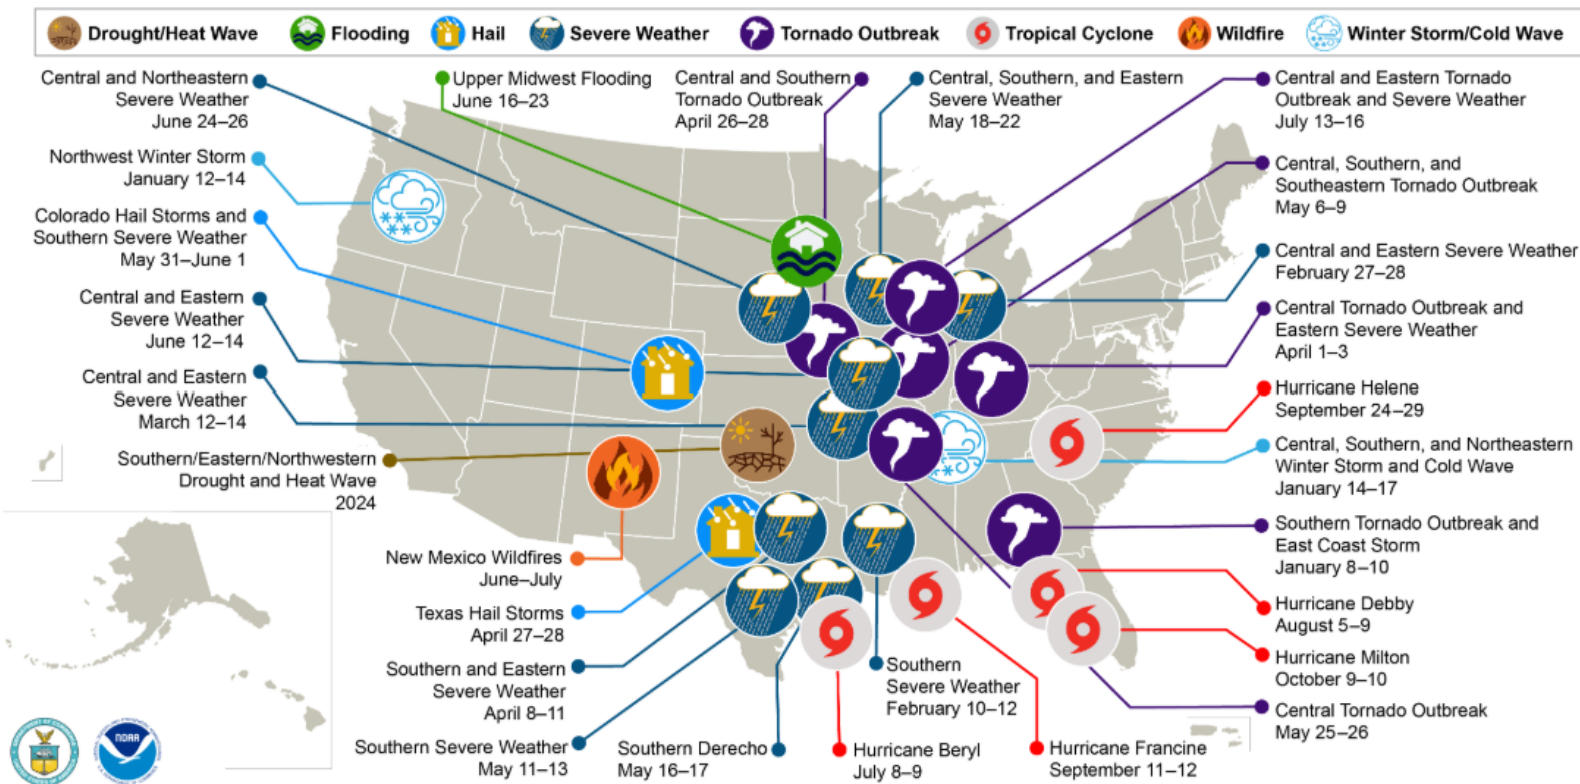 Drought/Heat Wave Flooding Hail Severe Weather Tornado Outbreak Tropical Cyclone Wildfire Winter Storm/Cold Wave
Central and Northeastern
Severe Weather
June 24–26
Upper Midwest Flooding
June 16–23
Central and Southern
Tornado Outbreak
April 26–28
Central, Southern, and Eastern
Severe Weather
May 18–22
Central and Eastern Tornado
Outbreak and Severe Weather
July 13–16
Northwest Winter Storm
January 12–14
Central, Southern, and
Southeastern Tornado Outbreak
May 6–9
Colorado Hail Storms and
Southern Severe Weather
May 31–June 1
Central and Eastern Severe Weather
February 27–28
Central and Eastern
Severe Weather
June 12–14
Central Tornado Outbreak and
Eastern Severe Weather
April 1–3
Central and Eastern
Severe Weather
March 12–14
Hurricane Helene
September 24–29
Southern/Eastern/Northwestern
Drought and Heat Wave
2024
Central, Southern, and Northeastern
Winter Storm and Cold Wave
January 14–17
New Mexico Wildfires
June–July
Southern Tornado Outbreak and
East Coast Storm
January 8–10
Texas Hail Storms
April 27–28
Hurricane Debby
August 5–9
Southern and Eastern
Severe Weather
April 8–11
Southern
Severe Weather
February 10–12
Hurricane Milton
October 9–10
Central Tornado Outbreak
May 25–26
Southern Severe Weather
May 11–13
Southern Derecho
May 16–17
Hurricane Beryl
July 8–9
Hurricane Francine
September 11–12
NOAA